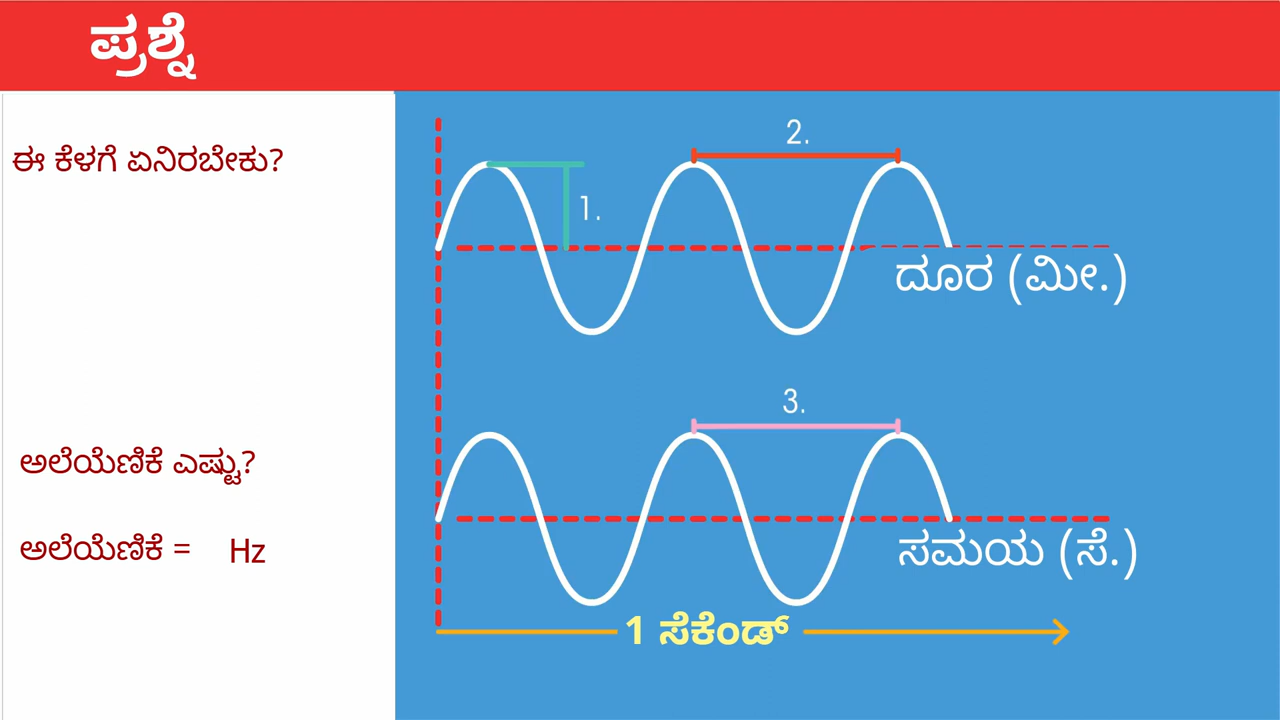 ಪ್ರಶ್ನೆ
ಈ ಕೆಳಗೆ ಏನಿರಬೇಕು?
2.
1.
ದೂರ (ಮೀ.)
3.
ಅಲೆಯೆಣಿಕೆ ಎಷ್ಟು?
ಅಲೆಯೆಣಿಕೆ = Hz
ಸಮಯ (ಸೆ.)
1 ಸೆಕೆಂಡ್